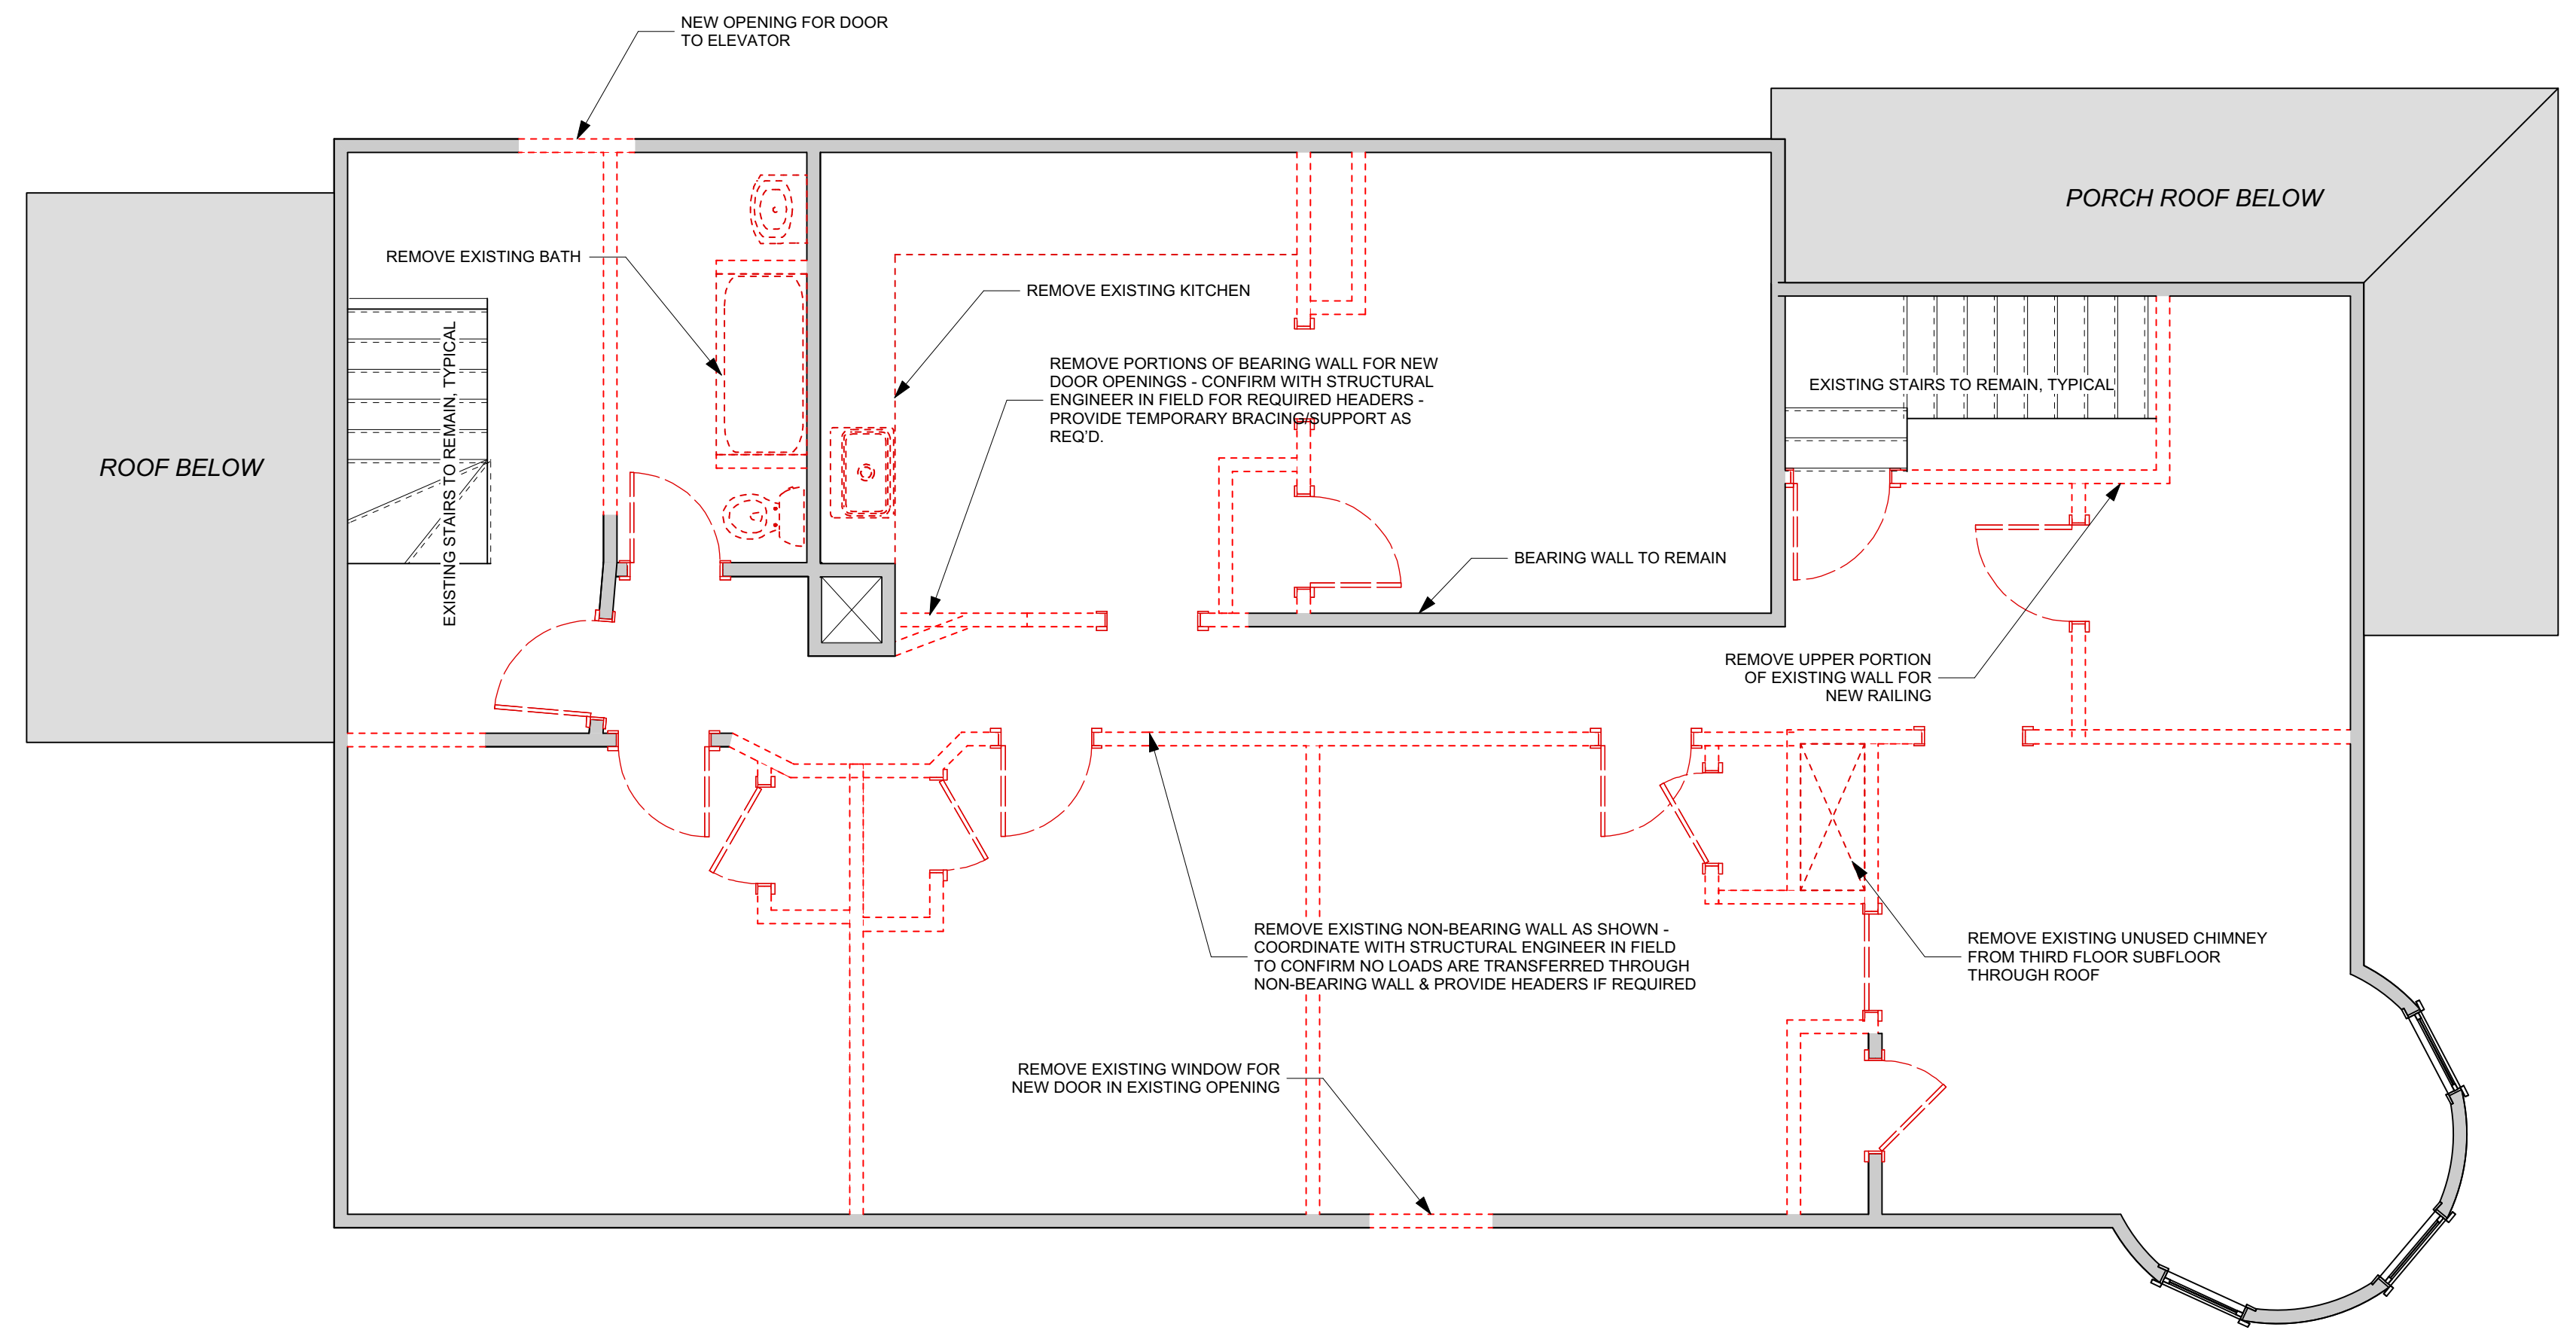 NEW OPENING FOR DOOR
TO ELEVATOR
PORCH ROOF BELOW
REMOVE EXISTING BATH
REMOVE EXISTING KITCHEN
REMOVE PORTIONS OF BEARING WALL FOR NEW
DOOR OPENINGS - CONFIRM WITH STRUCTURAL
ENGINEER IN FIELD FOR REQUIRED HEADERS -
PROVIDE TEMPORARY BRACING/SUPPORT AS
REQ'D.
EXISTING STAIRS TO REMAIN, TYPICAL
EXISTING STAIRS TO REMAIN, TYPICAL
ROOF BELOW
BEARING WALL TO REMAIN
REMOVE UPPER PORTION
OF EXISTING WALL FOR
NEW RAILING
REMOVE EXISTING NON-BEARING WALL AS SHOWN -
COORDINATE WITH STRUCTURAL ENGINEER IN FIELD
TO CONFIRM NO LOADS ARE TRANSFERRED THROUGH
NON-BEARING WALL & PROVIDE HEADERS IF REQUIRED
REMOVE EXISTING UNUSED CHIMNEY
FROM THIRD FLOOR SUBFLOOR
THROUGH ROOF
REMOVE EXISTING WINDOW FOR
NEW DOOR IN EXISTING OPENING